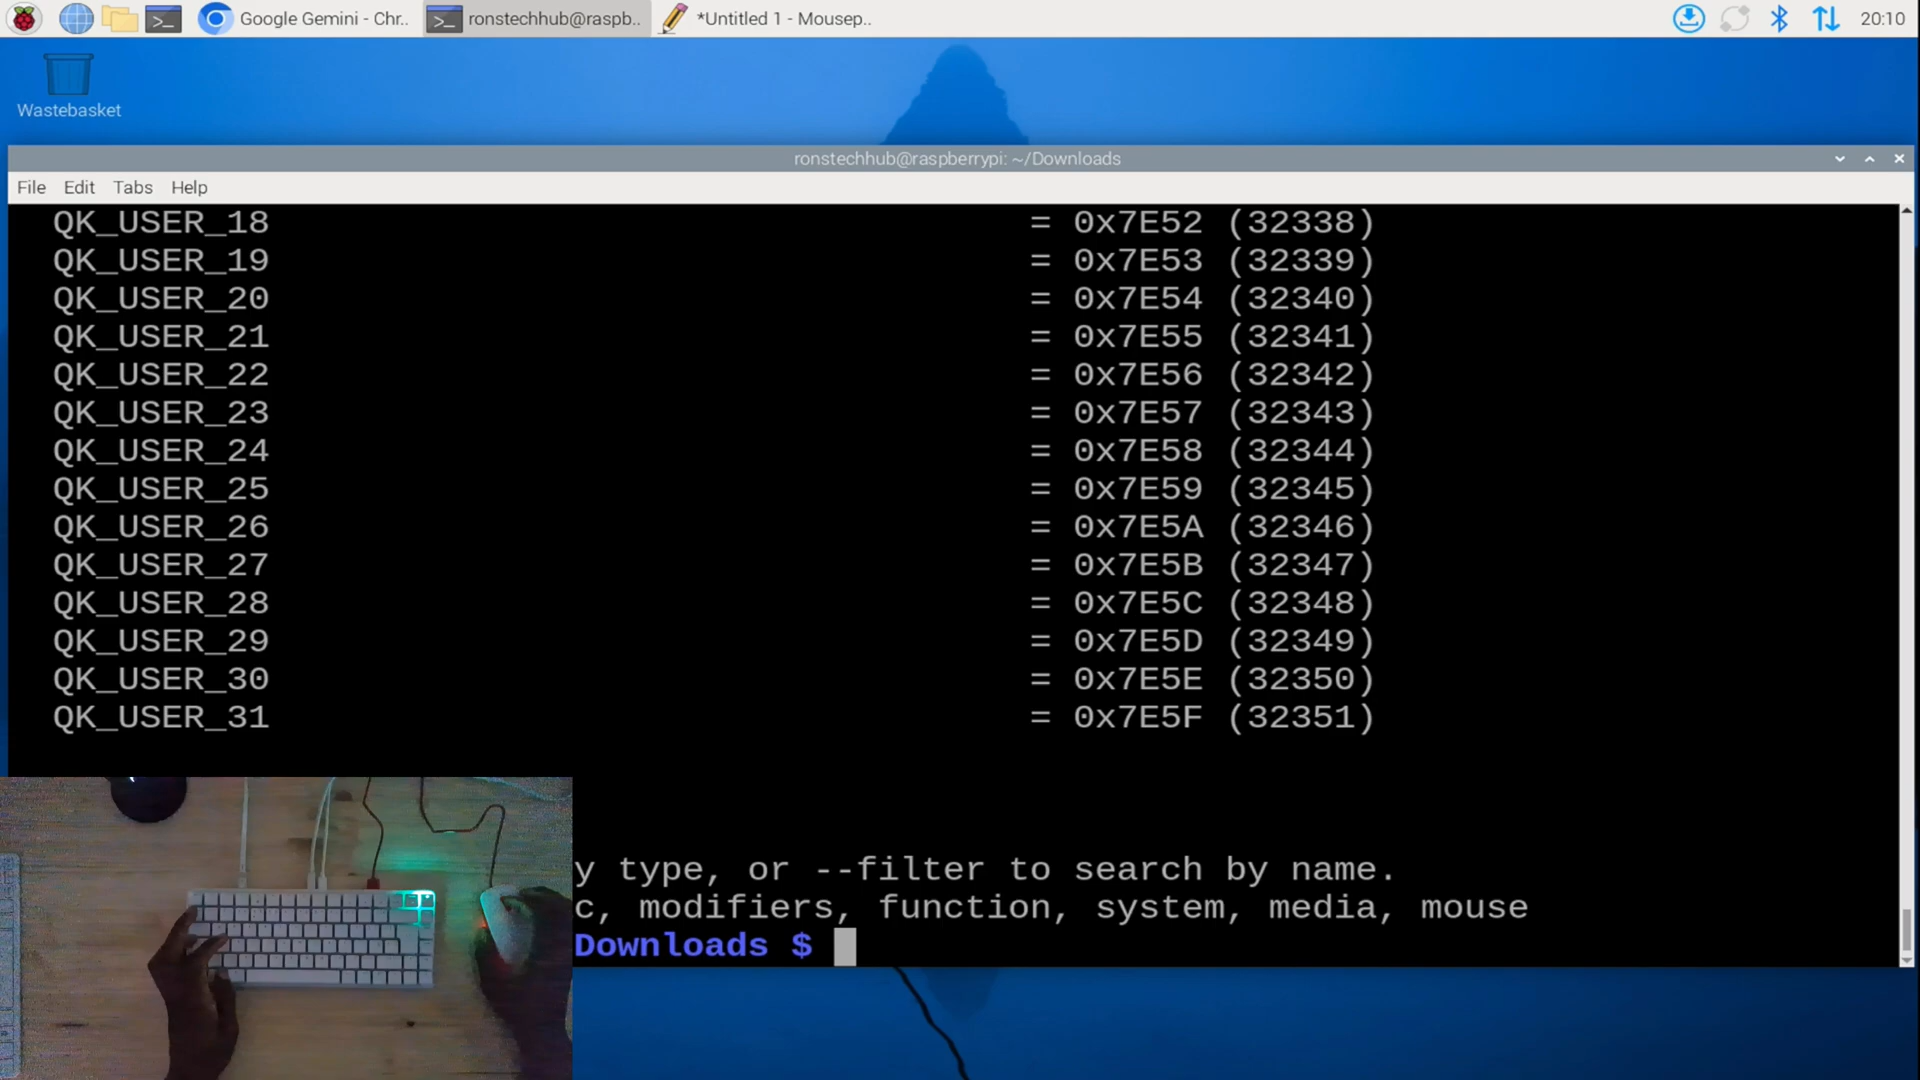 Google Gemini - Chr..
ronstechhub@raspb..
*Untitled 1 - Mousep..
20:10
Wastebasket
ronstechhub@raspberrypi: ~/Downloads
File Edit Tabs Help
QK_USER_18 = 0x7E52 (32338)
QK_USER_19 = 0x7E53 (32339)
QK_USER_20 = 0x7E54 (32340)
QK_USER_21 = 0x7E55 (32341)
QK_USER_22 = 0x7E56 (32342)
QK_USER_23 = 0x7E57 (32343)
QK_USER_24 = 0x7E58 (32344)
QK_USER_25 = 0x7E59 (32345)
QK_USER_26 = 0x7E5A (32346)
QK_USER_27 = 0x7E5B (32347)
QK_USER_28 = 0x7E5C (32348)
QK_USER_29 = 0x7E5D (32349)
QK_USER_30 = 0x7E5E (32350)
QK_USER_31 = 0x7E5F (32351)
y type, or --filter to search by name.
c, modifiers, function, system, media, mouse
Downloads $